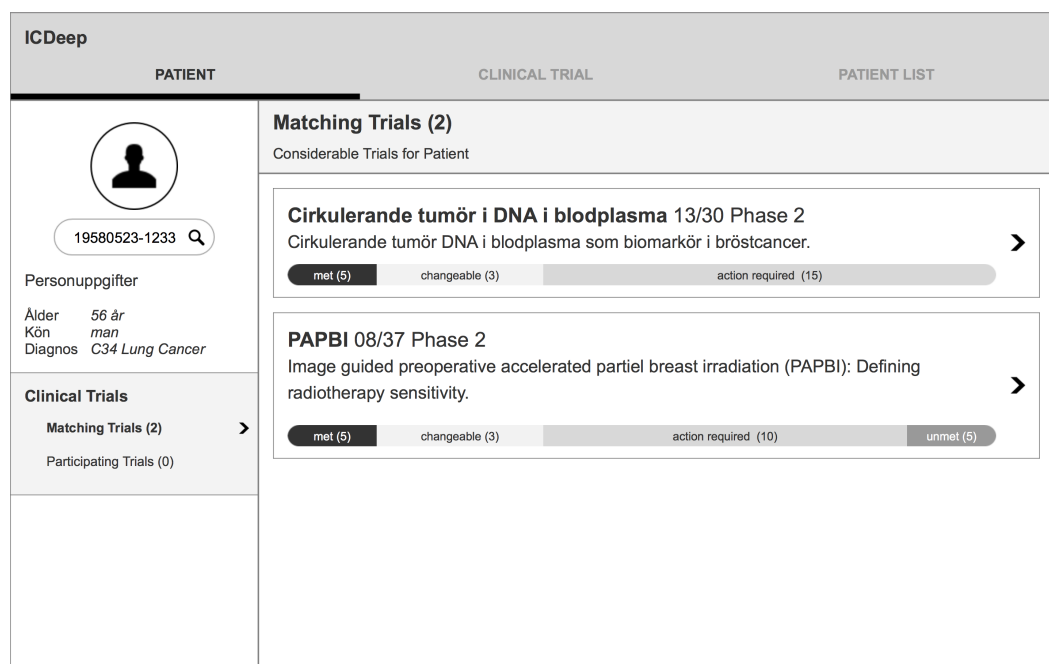 ICDeep
PATIENT
CLINICAL TRIAL
PATIENT LIST
19580523-1233
Personuppgifter
Ålder 56 år
Kön man
Diagnos C34 Lung Cancer
Clinical Trials
Matching Trials (2)
Participating Trials (0)
Matching Trials (2)
Considerable Trials for Patient
Cirkulerande tumör i DNA i blodplasma 13/30 Phase 2
Cirkulerande tumör DNA i blodplasma som biomarkör i bröstcancer.
met (5) changeable (3) action required (15)
PAPBI 08/37 Phase 2
Image guided preoperative accelerated partiel breast irradiation (PAPBI): Defining
radiotherapy sensitivity.
met (5) changeable (3) action required (10) unmet (5)